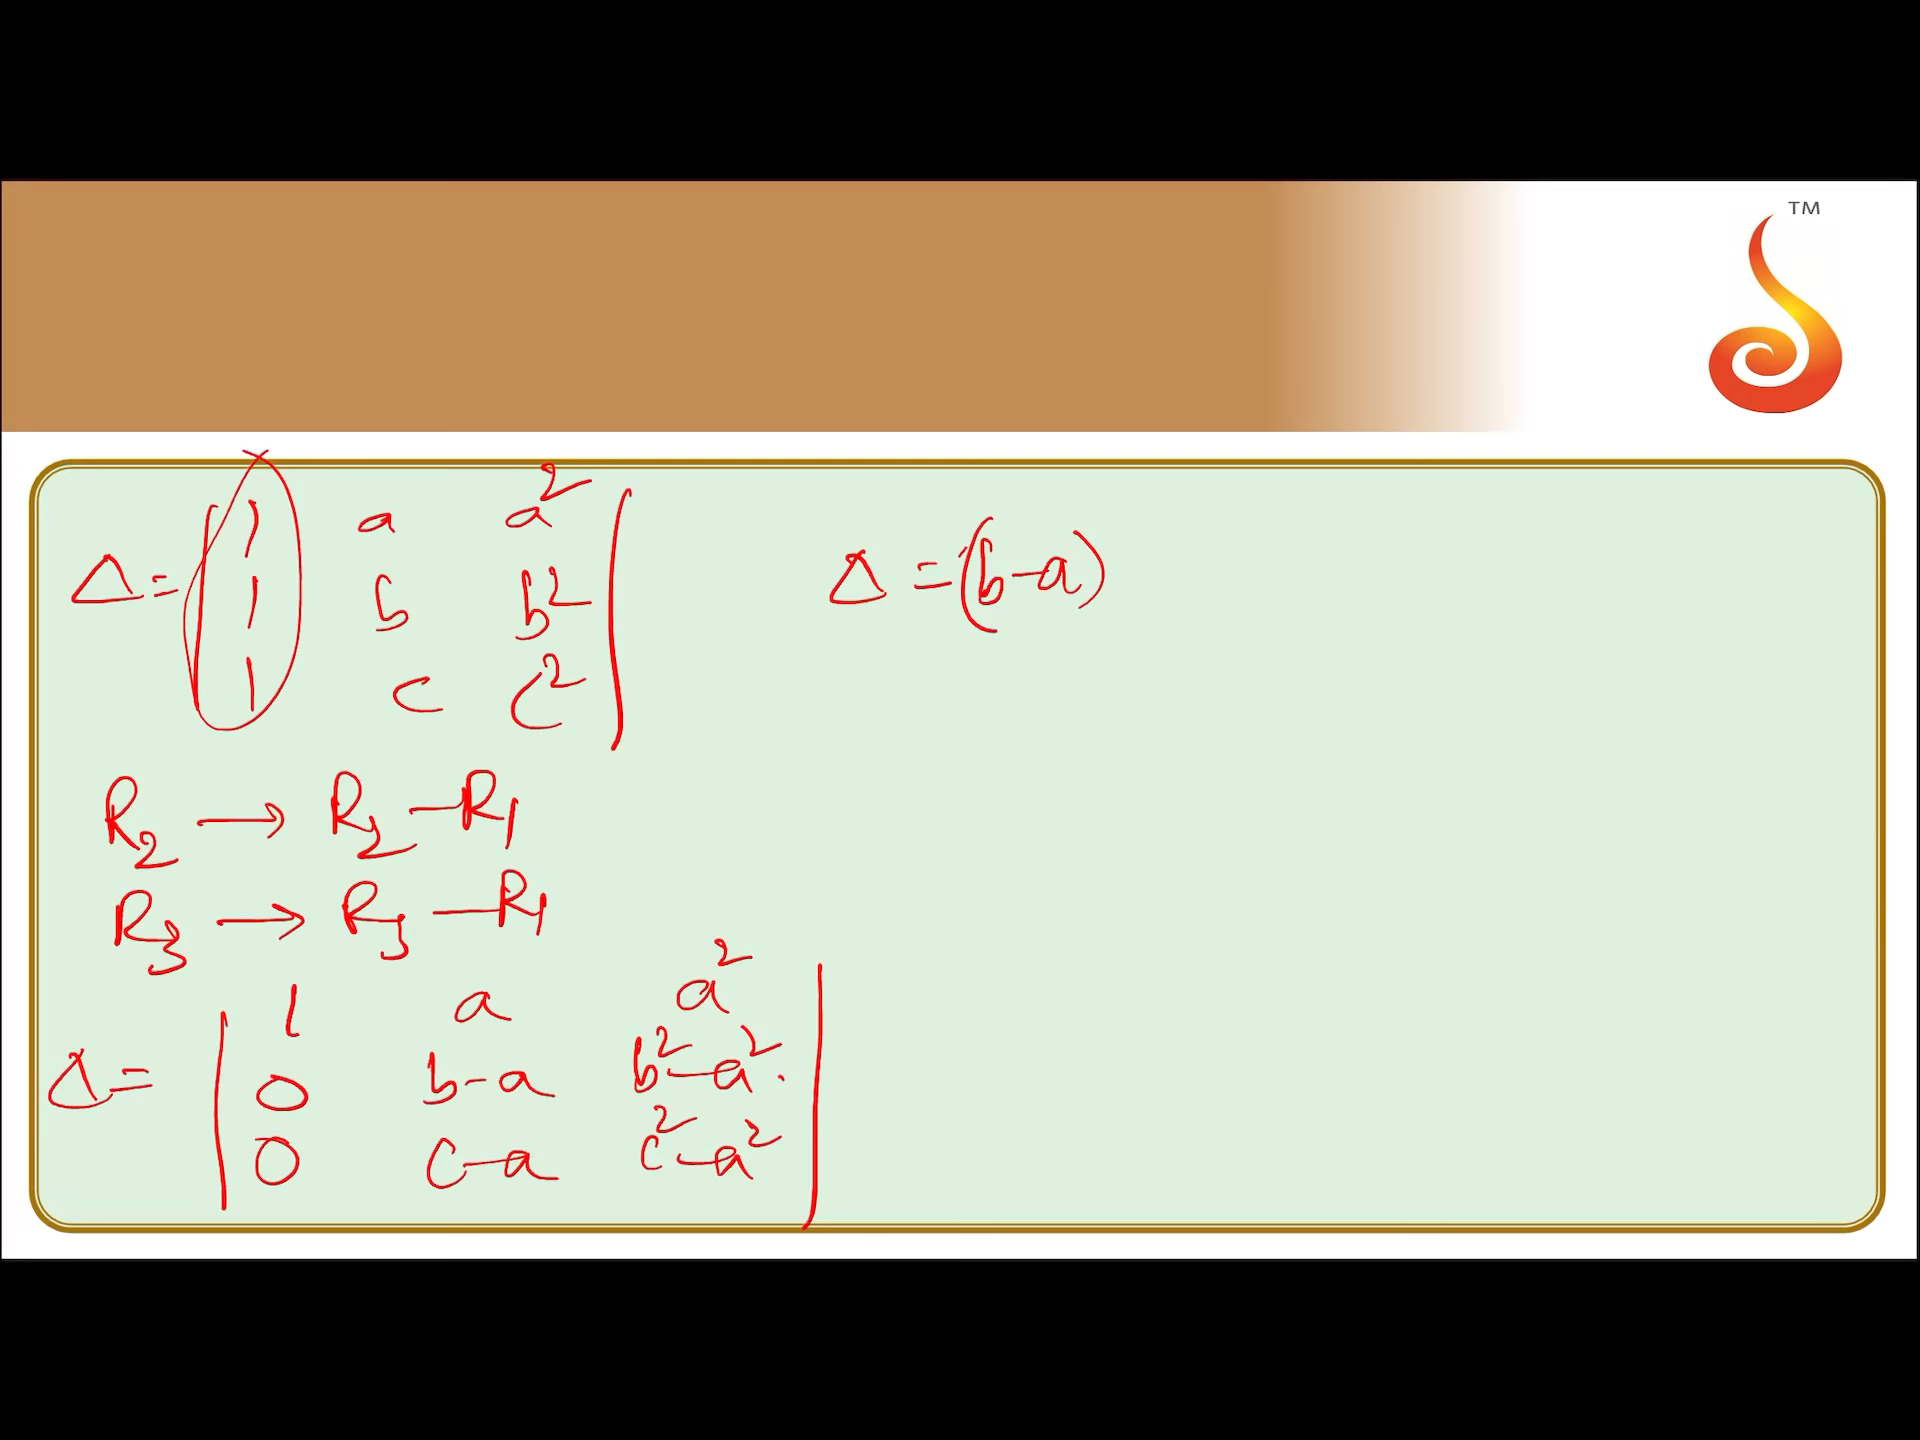 TM
Δ = | 1 a a² |
| 1 b b² |
| 1 c c² |
R₂ → R₂ - R₁
R₃ → R₃ - R₁
Δ = | 1 a a² |
| 0 b-a b²-a² |
| 0 c-a c²-a² |
Δ = (b-a)